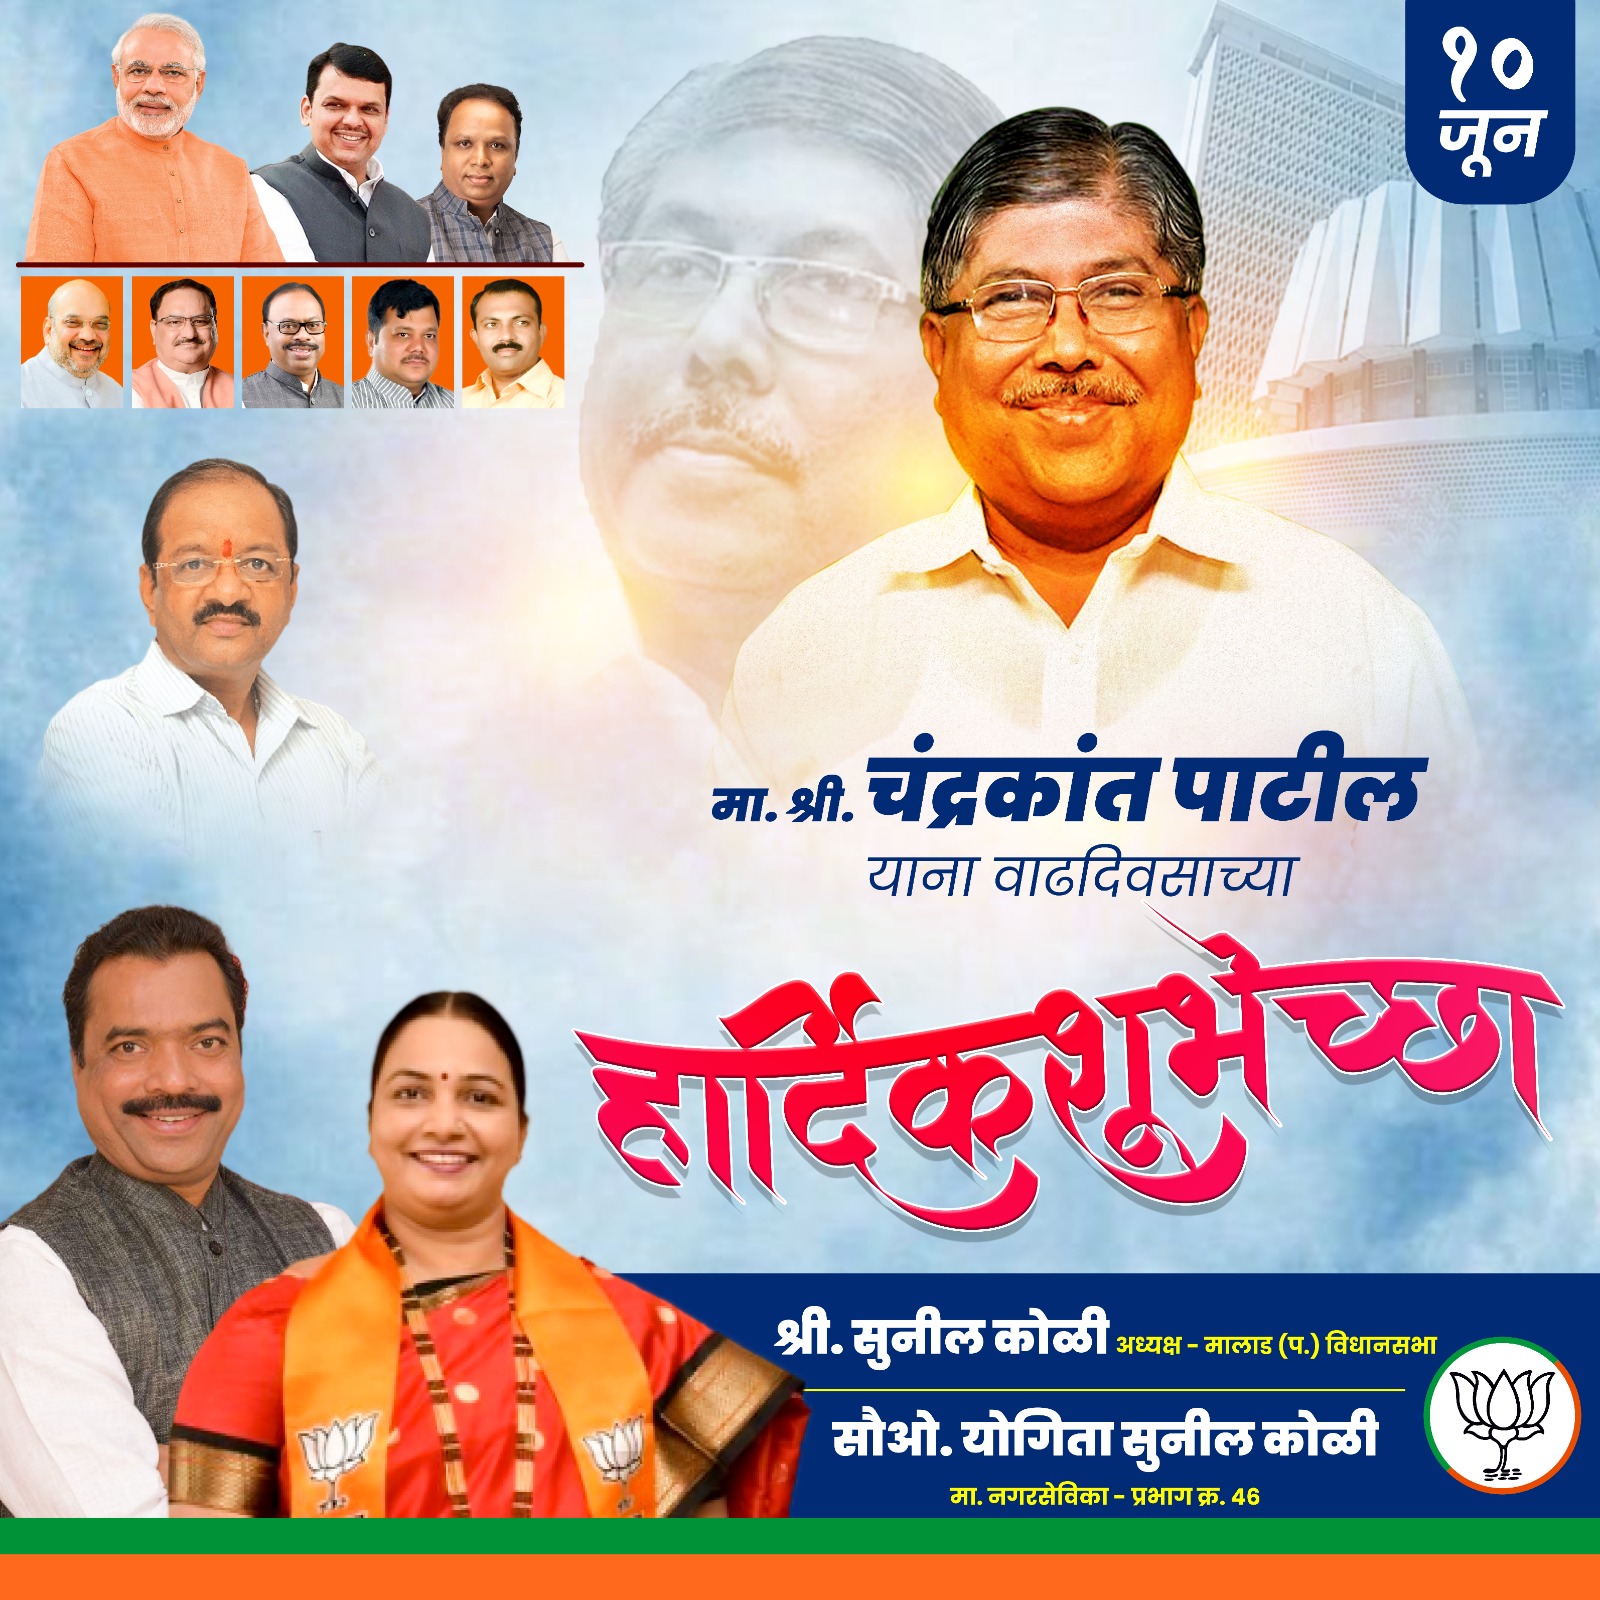 १०
जून
मा. श्री. चंद्रकांत पाटील
याना वाढदिवसाच्या
हार्दिक शुभेच्छा
श्री. सुनील कोळी अध्यक्ष - मालाड (प.) विधानसभा
सौओ. योगिता सुनील कोळी
मा. नगरसेविका - प्रभाग क्र. 46